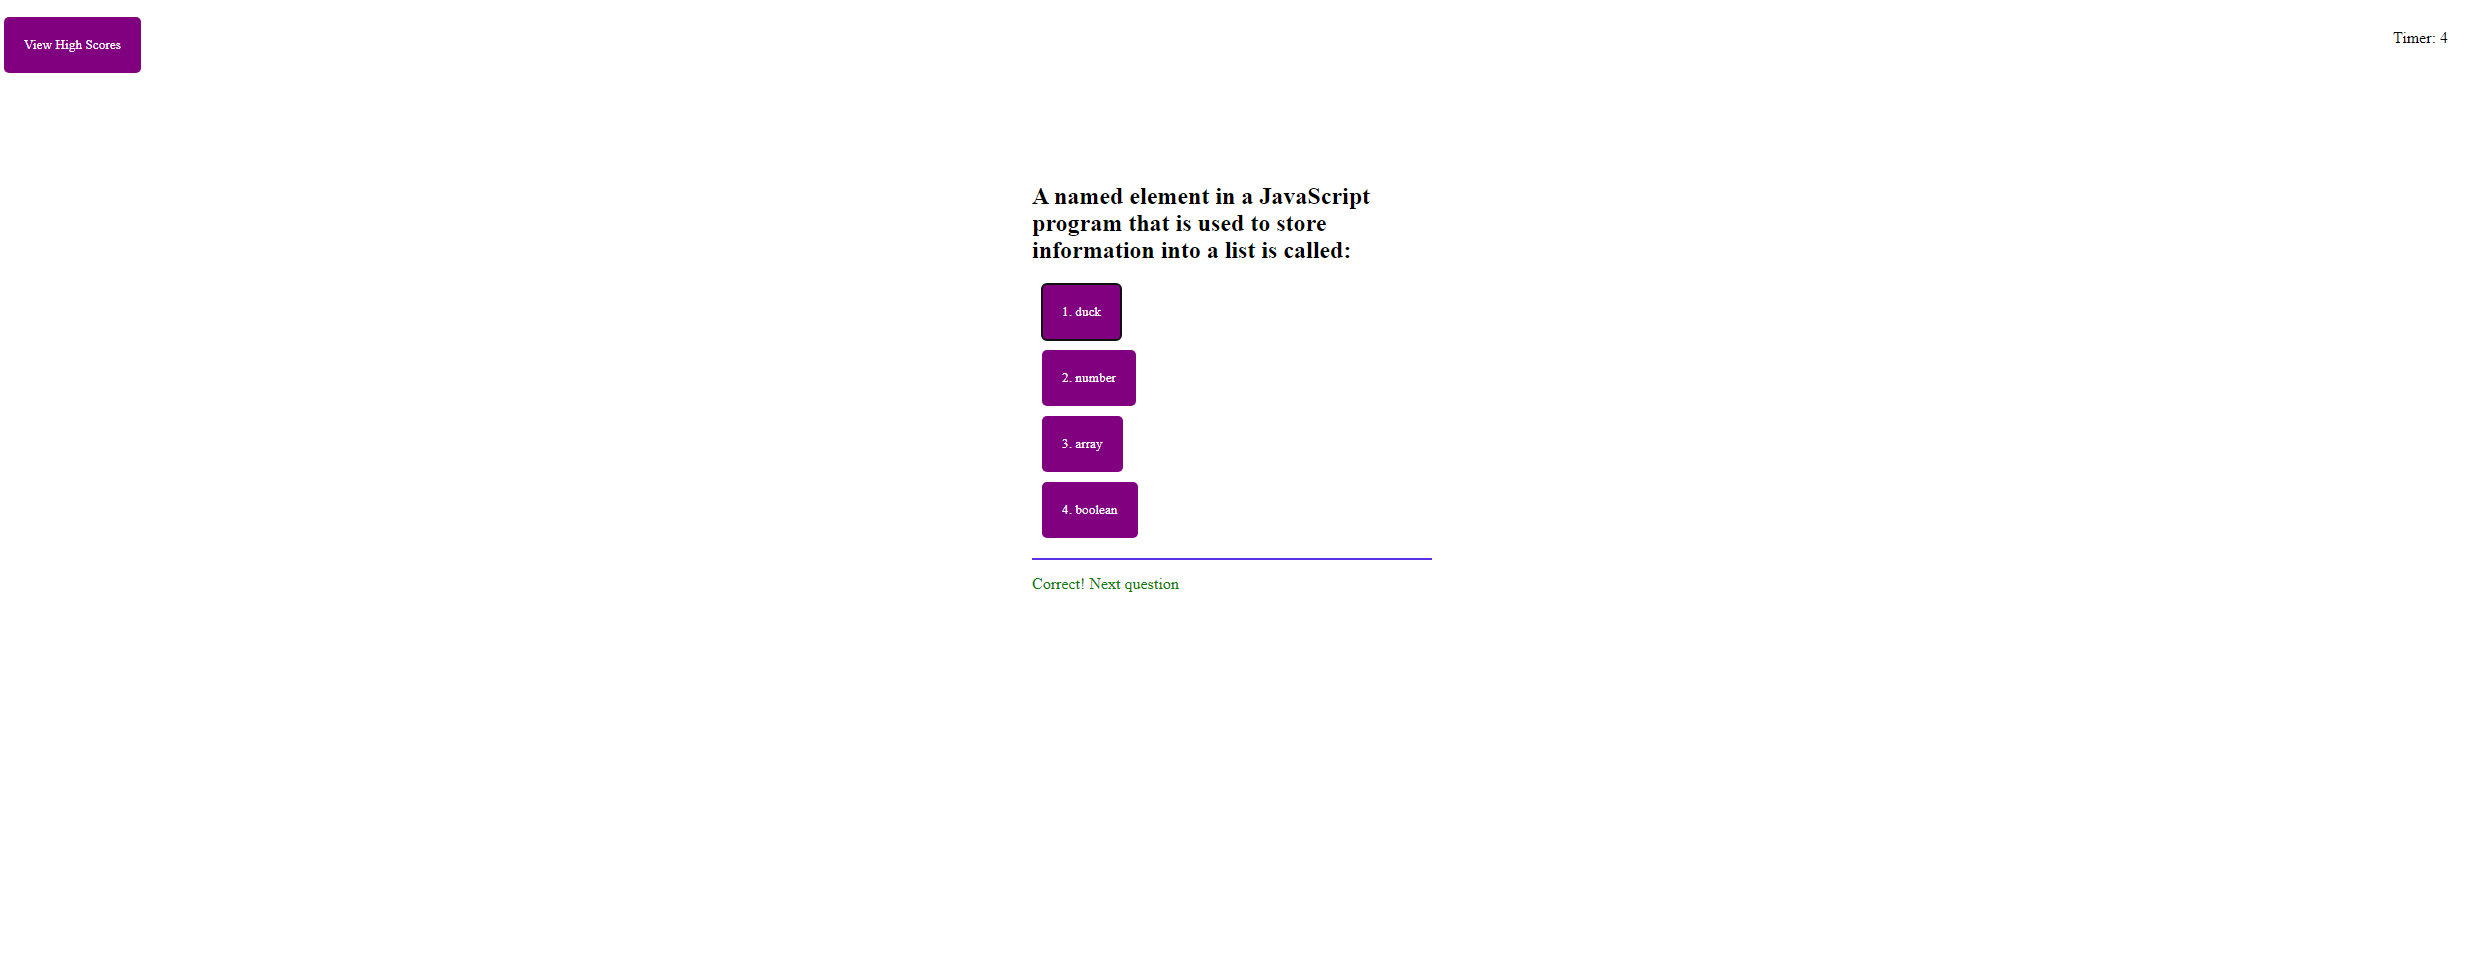 View High Scores
Timer: 4
A named element in a JavaScript
program that is used to store
information into a list is called:
1. duck
2. number
3. array
4. boolean
Correct! Next question